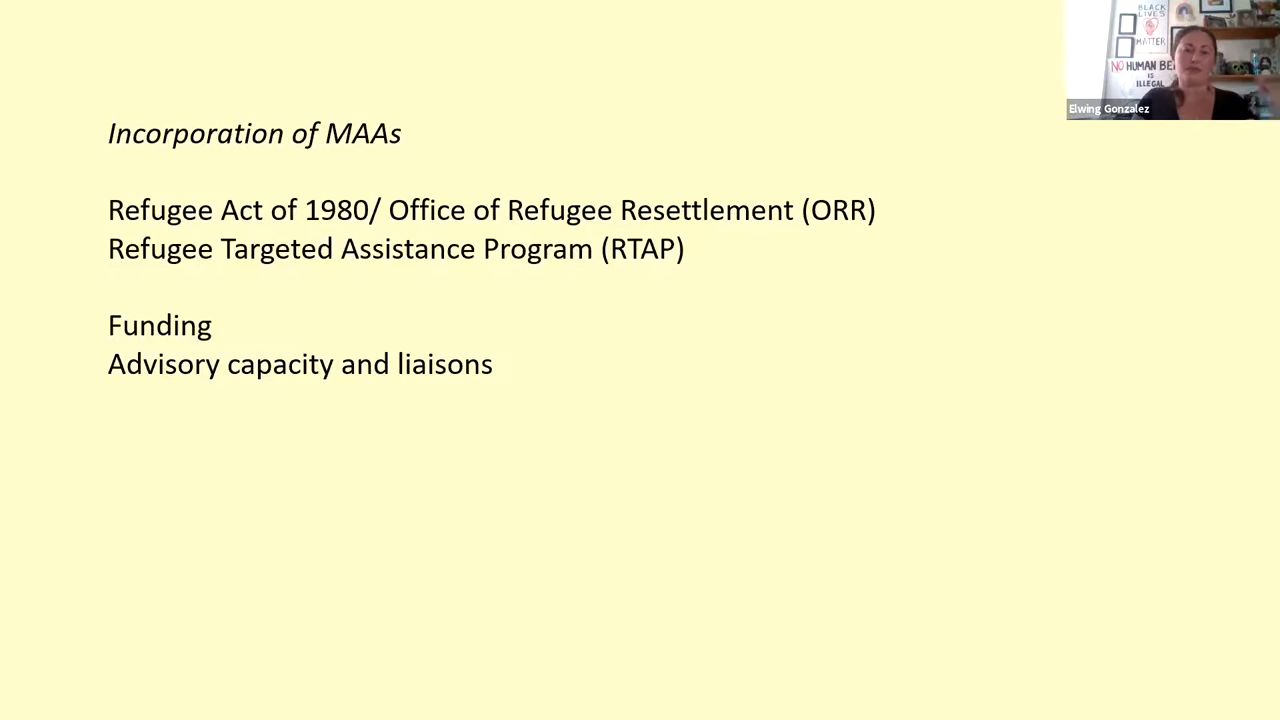 Incorporation of MAAs
Refugee Act of 1980/ Office of Refugee Resettlement (ORR)
Refugee Targeted Assistance Program (RTAP)
Funding
Advisory capacity and liaisons
BLACK
LIVES
MATTER
NO HUMAN BE
IS
ILLEGAL
Elwing Gonzalez